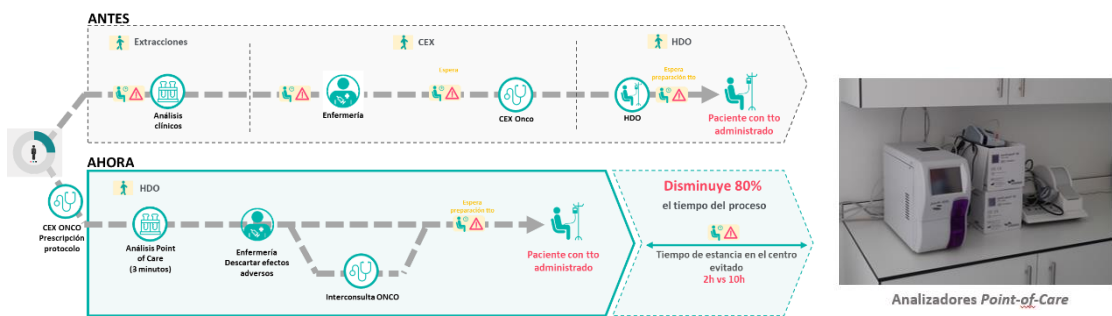 ANTES
Extracciones
CEX
HDO
Espera
Espera
preparación tto
Análisis
clínicos
Enfermería
CEX Onco
HDO
Paciente con tto
administrado
AHORA
HDO
CEX ONCO
Prescripción
protocolo
Análisis Point
of Care
(3 minutos)
Enfermería
Descartar efectos
adversos
Interconsulta ONCO
Espera
preparación tto
Paciente con tto
administrado
Disminuye 80%
el tiempo del proceso
Tiempo de estancia en el centro
evitado
2h vs 10h
Analizadores Point-of-Care